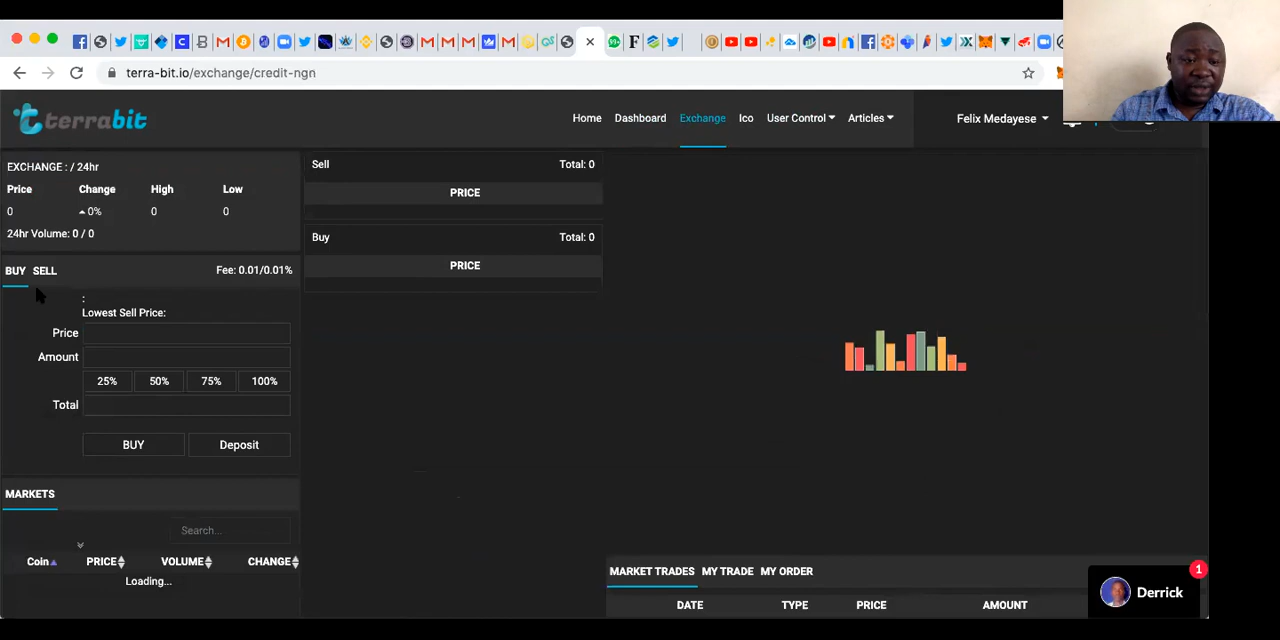 terra-bit.io/exchange/credit-ngn
terrabit
Home Dashboard Exchange Ico User Control Articles Felix Medayese
EXCHANGE : / 24hr
Price Change High Low
0 0% 0 0
24hr Volume: 0 / 0
BUY SELL Fee: 0.01/0.01%
:
Lowest Sell Price:
Price
Amount
25% 50% 75% 100%
Total
BUY Deposit
MARKETS
Search...
Coin PRICE VOLUME CHANGE
Loading...
Sell Total: 0
PRICE
Buy Total: 0
PRICE
MARKET TRADES MY TRADE MY ORDER
DATE TYPE PRICE AMOUNT
1
Derrick